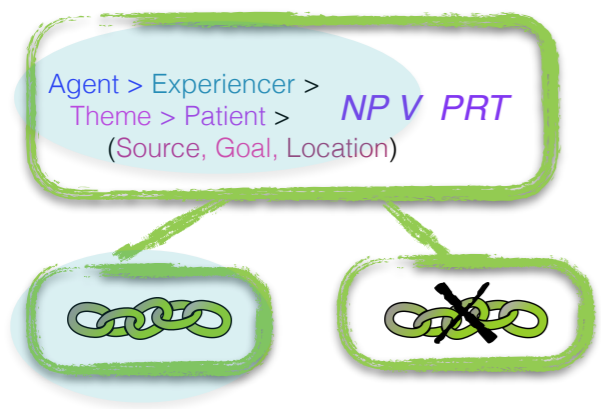 Agent > Experiencer >
Theme > Patient >
(Source, Goal, Location)
NP V PRT